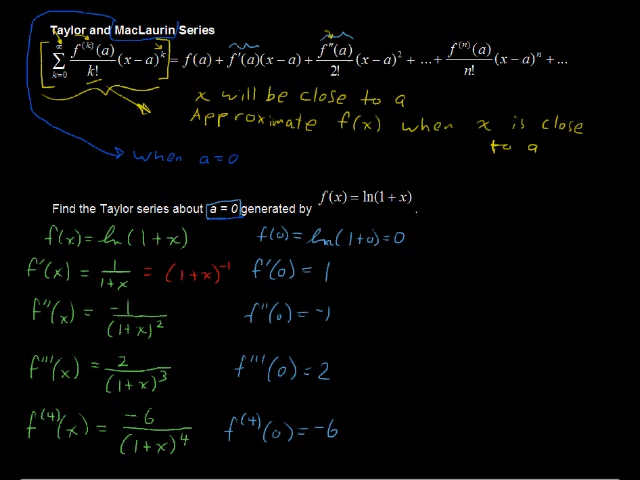 Taylor and MacLaurin Series
∞ ∑ k=0 f^(k)(a)/k! (x−a)^k = f(a) + f'(a)(x−a) + f''(a)/2! (x−a)^2 + ... + f^(n)(a)/n! (x−a)^n + ...
x will be close to a
Approximate f(x) when x is close
to a
when a=0
Find the Taylor series about a = 0 generated by f(x) = ln(1+x) .
f(x) = ln(1+x) f(0) = ln(1+0) = 0
f'(x) = 1/1+x = (1+x)^-1 f'(0) = 1
f''(x) = -1/(1+x)^2 f''(0) = -1
f'''(x) = 2/(1+x)^3 f'''(0) = 2
f^(4)(x) = -6/(1+x)^4 f^(4)(0) = -6